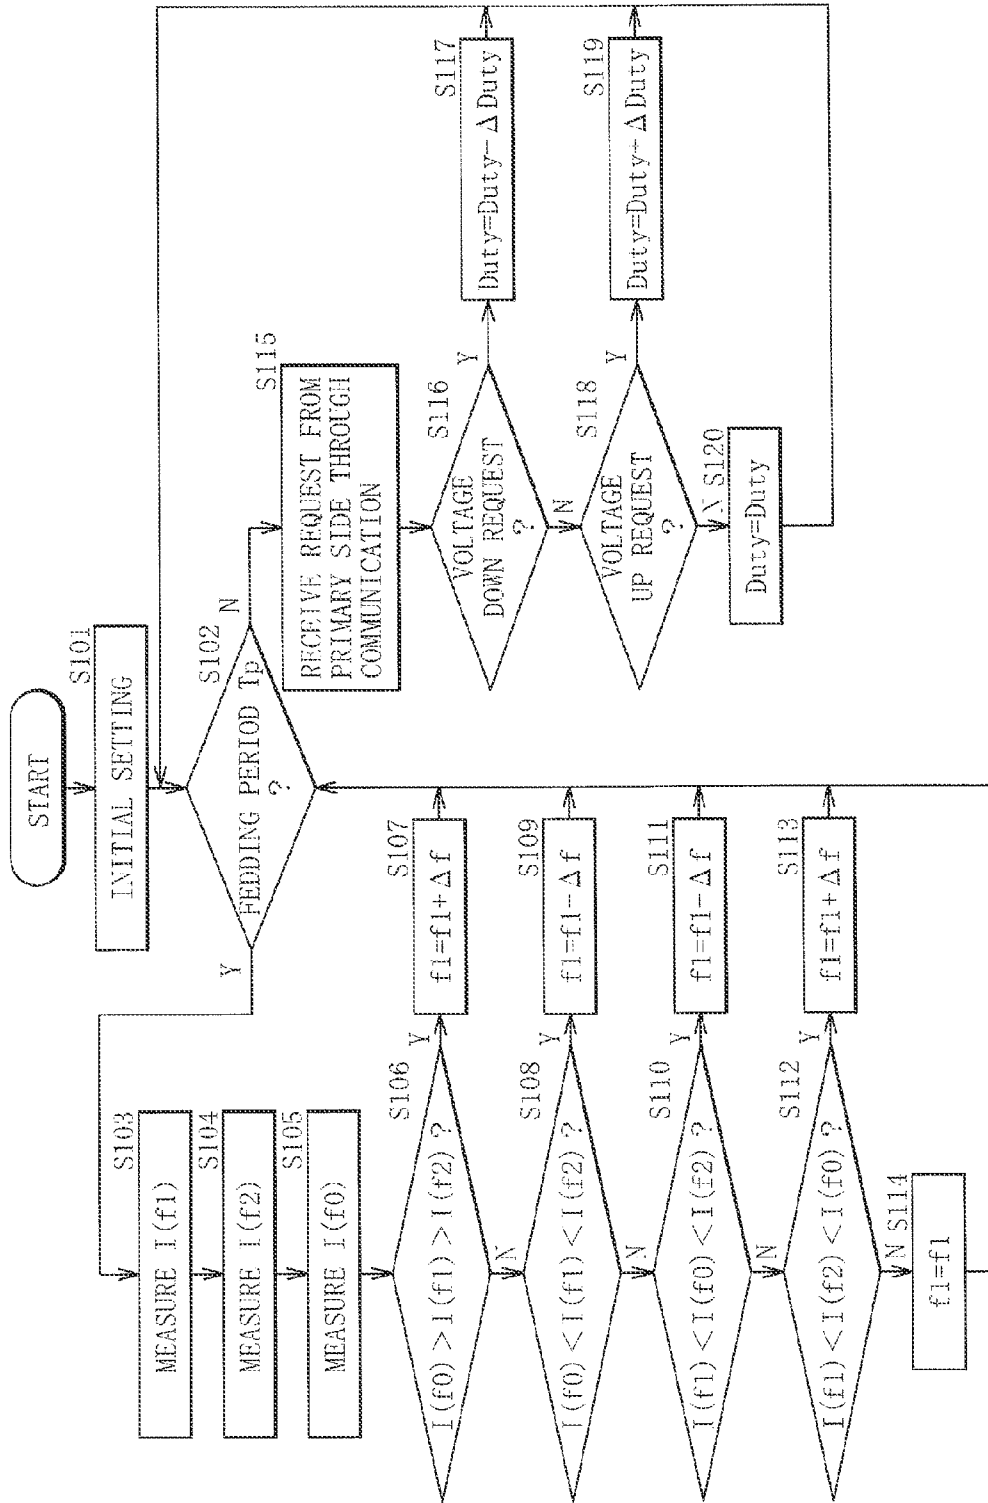 START
S101
INITIAL SETTING
S102
FEDDING PERIOD Tp
?
Y
N
S103
MEASURE I(f1)
S104
MEASURE I(f2)
S105
MEASURE I(f0)
S106
I(f0)>I(f1)>I(f2)?
Y
S107
f1=f1+Δf
N
S108
I(f0)<I(f1)<I(f2)?
Y
S109
f1=f1-Δf
N
S110
I(f1)<I(f0)<I(f2)?
Y
S111
f1=f1-Δf
N
S112
I(f1)<I(f2)<I(f0)?
Y
S113
f1=f1+Δf
N
S114
f1=f1
S115
RECEIVE REQUEST FROM
PRIMARY SIDE THROUGH
COMMUNICATION
S116
VOLTAGE
DOWN REQUEST
?
Y
S117
Duty=Duty-ΔDuty
N
S118
VOLTAGE
UP REQUEST
?
Y
S119
Duty=Duty+ΔDuty
N
S120
Duty=Duty